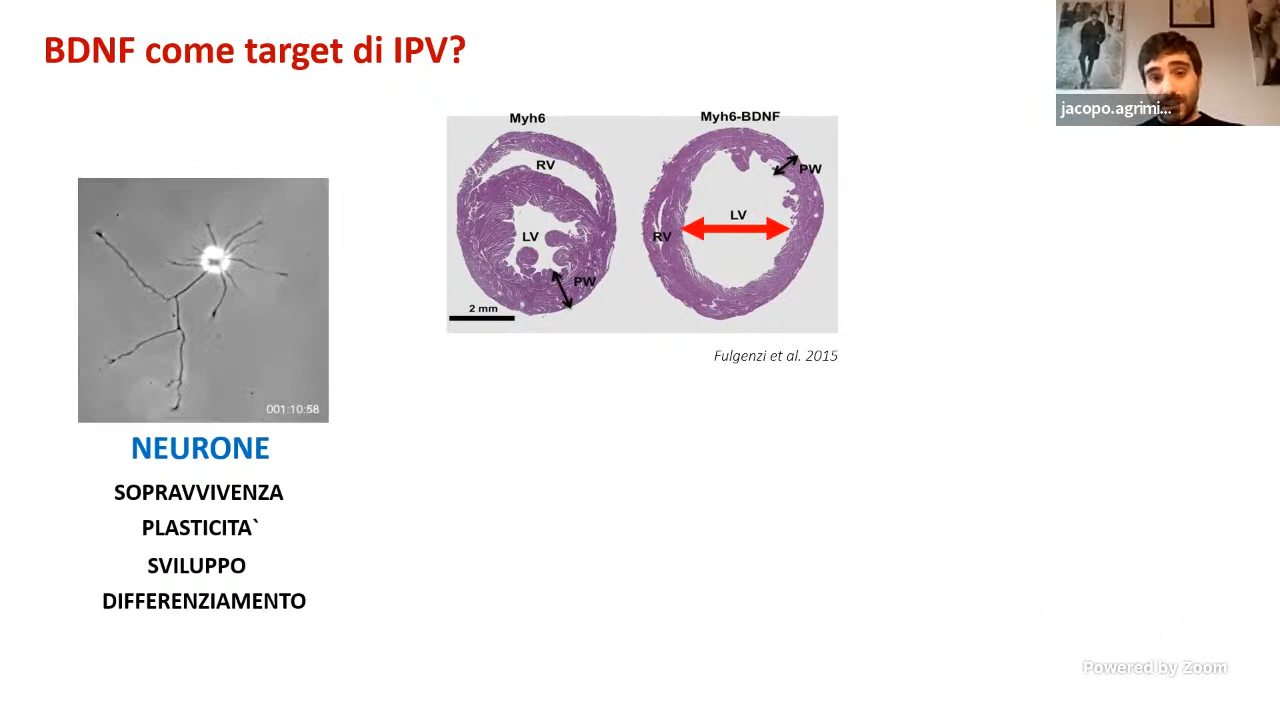 BDNF come target di IPV?
jacopo.agrimi...
Myh6
Myh6-BDNF
RV
PW
LV
LV
RV
PW
2 mm
Fulgenzi et al. 2015
001:10:58
NEURONE
SOPRAVVIVENZA
PLASTICITA`
SVILUPPO
DIFFERENZIAMENTO
Powered by Zoom